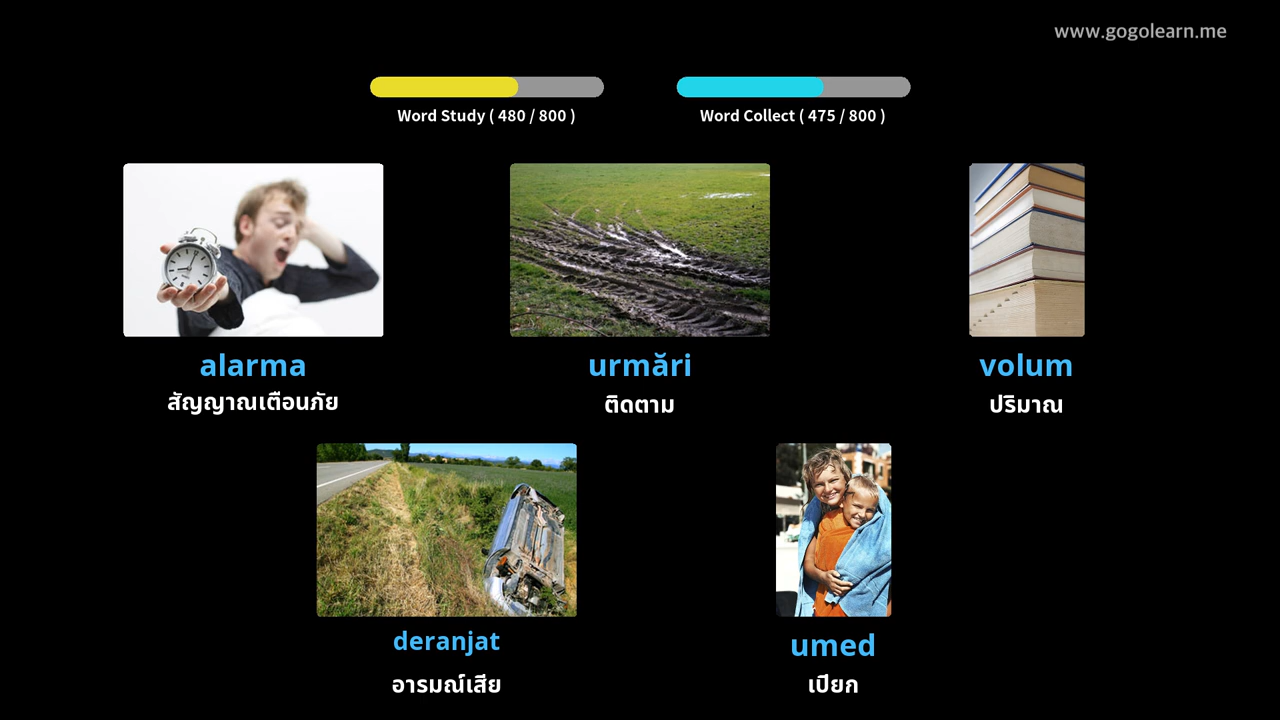 www.gogolearn.me
Word Study ( 480 / 800 )
Word Collect ( 475 / 800 )
alarma
สัญญาณเตือนภัย
urmări
ติดตาม
volum
ปริมาณ
deranjat
อารมณ์เสีย
umed
เปียก